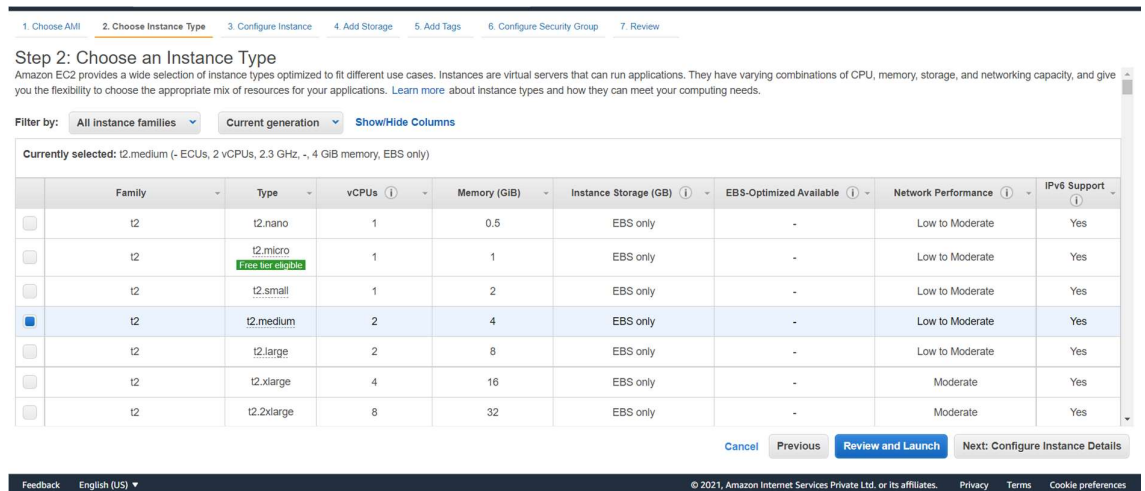 1. Choose AMI 2. Choose Instance Type 3. Configure Instance 4. Add Storage 5. Add Tags 6. Configure Security Group 7. Review
Step 2: Choose an Instance Type
Amazon EC2 provides a wide selection of instance types optimized to fit different use cases. Instances are virtual servers that can run applications. They have varying combinations of CPU, memory, storage, and networking capacity, and give
you the flexibility to choose the appropriate mix of resources for your applications. Learn more about instance types and how they can meet your computing needs.
Filter by: All instance families Current generation Show/Hide Columns
Currently selected: t2.medium (- ECUs, 2 vCPUs, 2.3 GHz, -, 4 GiB memory, EBS only)
Family Type vCPUs Memory (GiB) Instance Storage (GB) EBS-Optimized Available Network Performance IPv6 Support
t2 t2.nano 1 0.5 EBS only - Low to Moderate Yes
t2 t2.micro 1 1 EBS only - Low to Moderate Yes
Free tier eligible
t2 t2.small 1 2 EBS only - Low to Moderate Yes
t2 t2.medium 2 4 EBS only - Low to Moderate Yes
t2 t2.large 2 8 EBS only - Low to Moderate Yes
t2 t2.xlarge 4 16 EBS only - Moderate Yes
t2 t2.2xlarge 8 32 EBS only - Moderate Yes
Cancel Previous Review and Launch Next: Configure Instance Details
Feedback English (US) © 2021, Amazon Internet Services Private Ltd. or its affiliates. Privacy Terms Cookie preferences